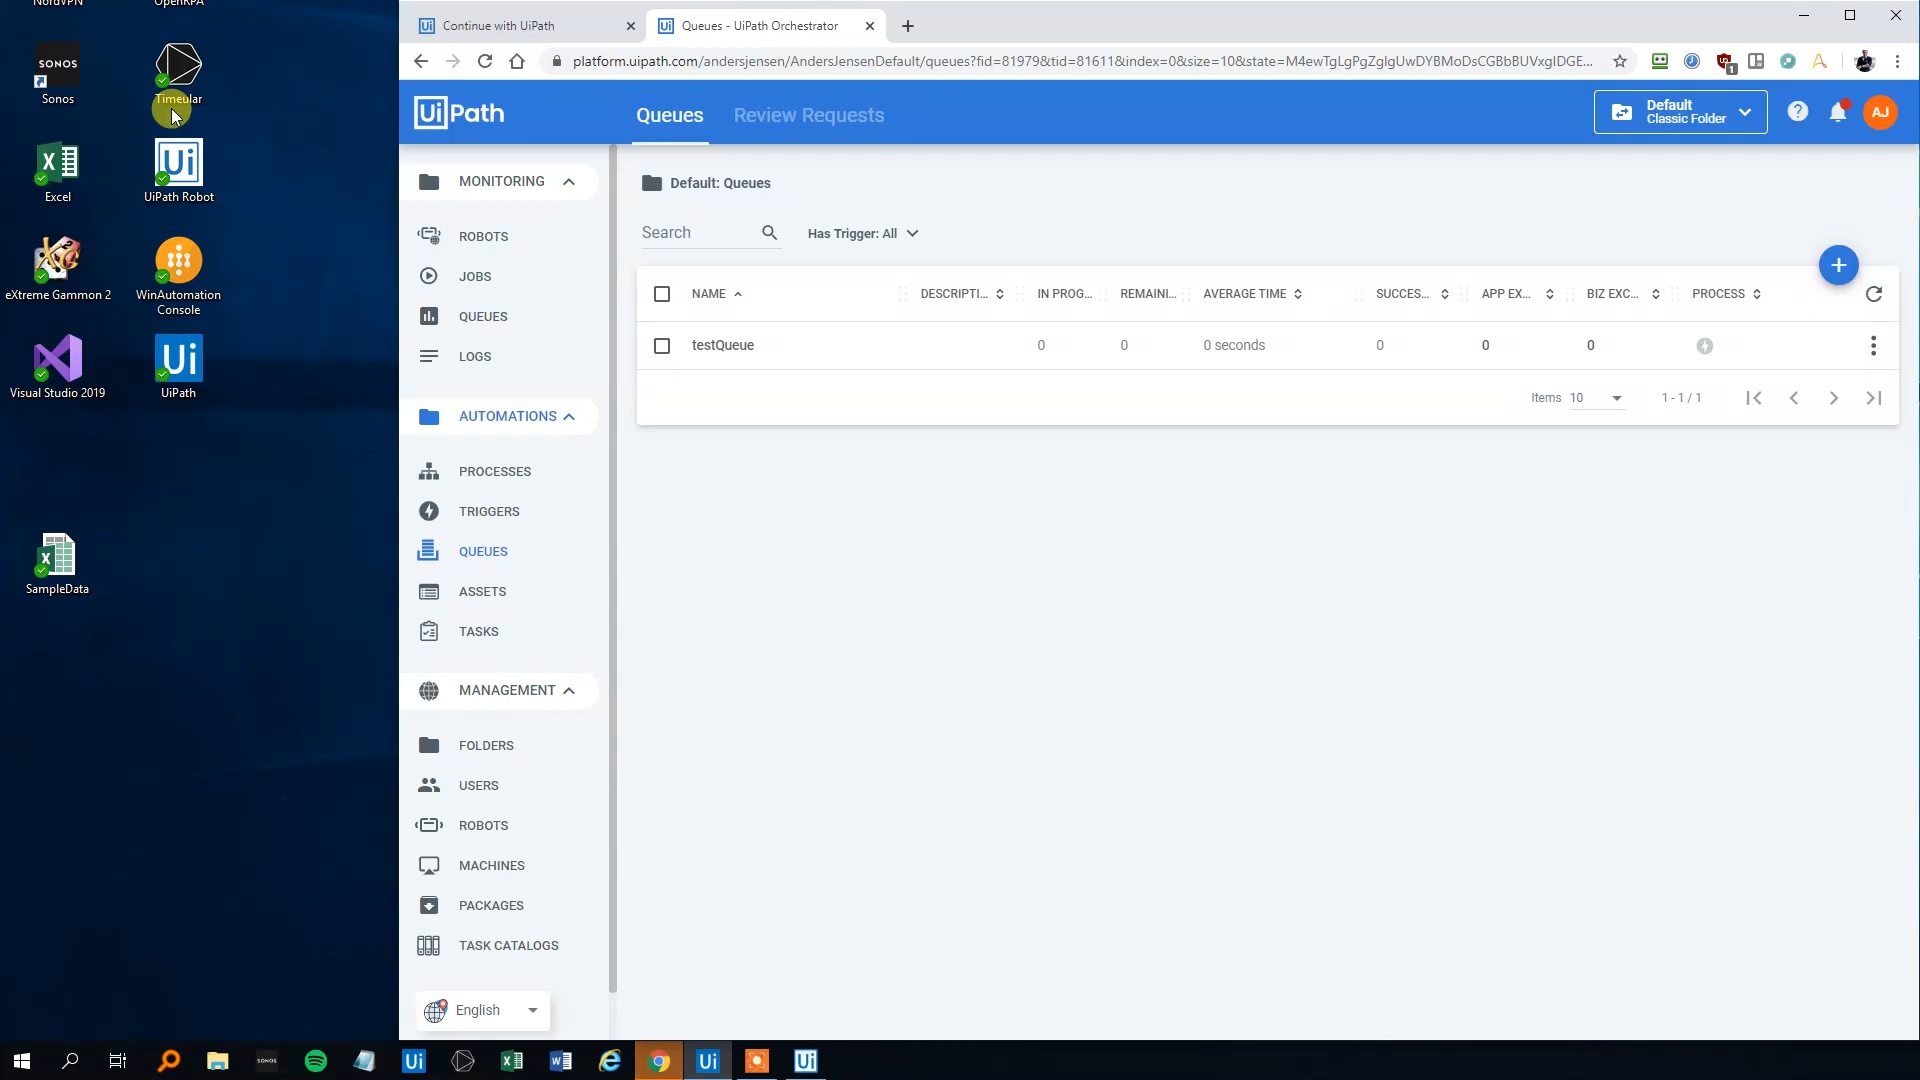 NordVPN
OpenRPA
SONOS
Sonos
Timeular
Excel
UiPath Robot
eXtreme Gammon 2
WinAutomation
Console
Visual Studio 2019
UiPath
SampleData
Continue with UiPath
Queues - UiPath Orchestrator
platform.uipath.com/andersjensen/AndersJensenDefault/queues?fid=81979&tid=81611&index=0&size=10&state=M4ewTgLgPgZglgUwDYBMoDsCGBbBUVxgIDGE...
1
UiPath
Queues
Review Requests
Default
Classic Folder
AJ
MONITORING
ROBOTS
JOBS
QUEUES
LOGS
AUTOMATIONS
PROCESSES
TRIGGERS
QUEUES
ASSETS
TASKS
MANAGEMENT
FOLDERS
USERS
ROBOTS
MACHINES
PACKAGES
TASK CATALOGS
English
Default: Queues
Search
Has Trigger: All
NAME DESCRIPTI... IN PROG... REMAINI... AVERAGE TIME SUCCES... APP EX... BIZ EXC... PROCESS
testQueue 0 0 0 seconds 0 0 0
Items 10 1 - 1 / 1